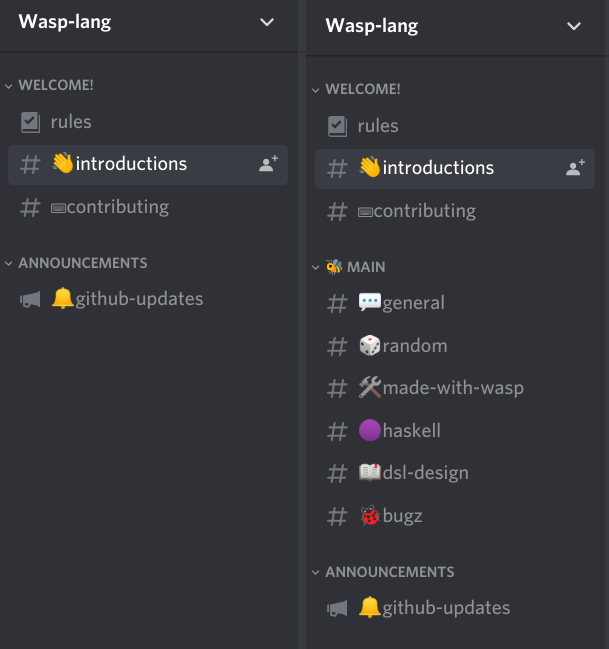 Wasp-lang
WELCOME!
rules
# 👋introductions
# ⌨contributing
ANNOUNCEMENTS
🔔github-updates
Wasp-lang
WELCOME!
rules
# 👋introductions
# ⌨contributing
🐝 MAIN
# 💬general
# 🎲random
# 🛠made-with-wasp
# 🟣haskell
# 📖dsl-design
# 🐞bugz
ANNOUNCEMENTS
🔔github-updates